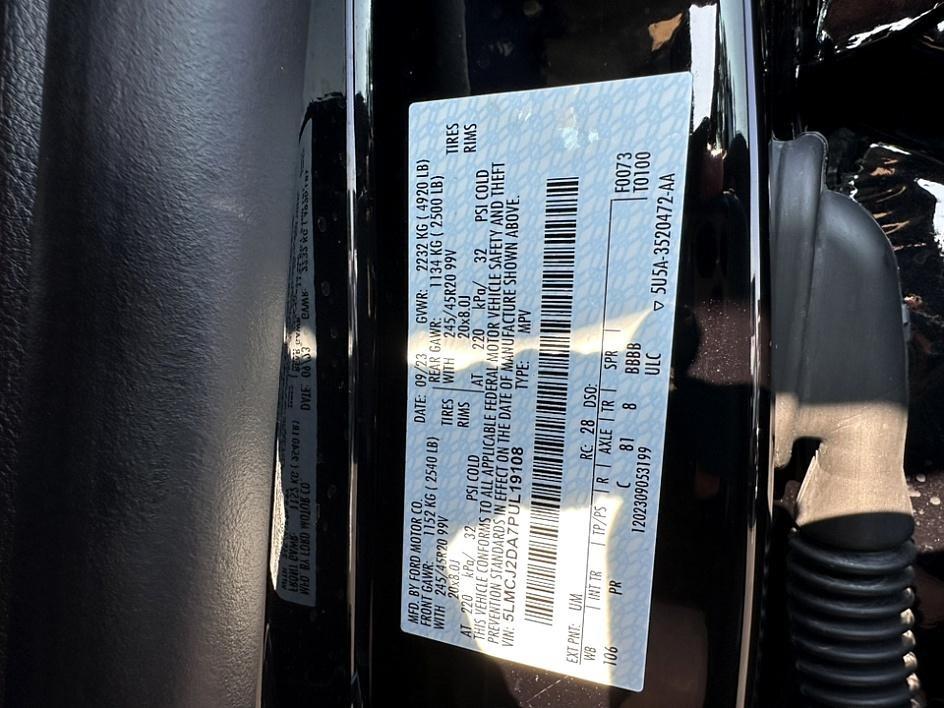 MFD. BY FORD MOTOR CO.
DATE: 09/23 GVWR: 2232 KG ( 4920 LB)
FRONT GAWR: 1152 KG ( 2540 LB) REAR GAWR: 1134 KG ( 2500 LB)
WITH 245/45R20 99V TIRES WITH 245/45R20 99V TIRES
20x8.0J RIMS 20x8.0J RIMS
AT 220 kPa/ 32 PSI COLD AT 220 kPa/ 32 PSI COLD
THIS VEHICLE CONFORMS TO ALL APPLICABLE FEDERAL MOTOR VEHICLE SAFETY AND THEFT
PREVENTION STANDARDS IN EFFECT ON THE DATE OF MANUFACTURE SHOWN ABOVE.
VIN: 5LMCJ2DA7PUL19108 TYPE: MPV
EXT PNT: UM RC: 28 DSO: F0073
WB INT TR TP/PS R AXLE TR SPR T0100
106 PR C 81 8 BBBB
ULC
1202309053199 ▽ 5U5A-3520472-AA